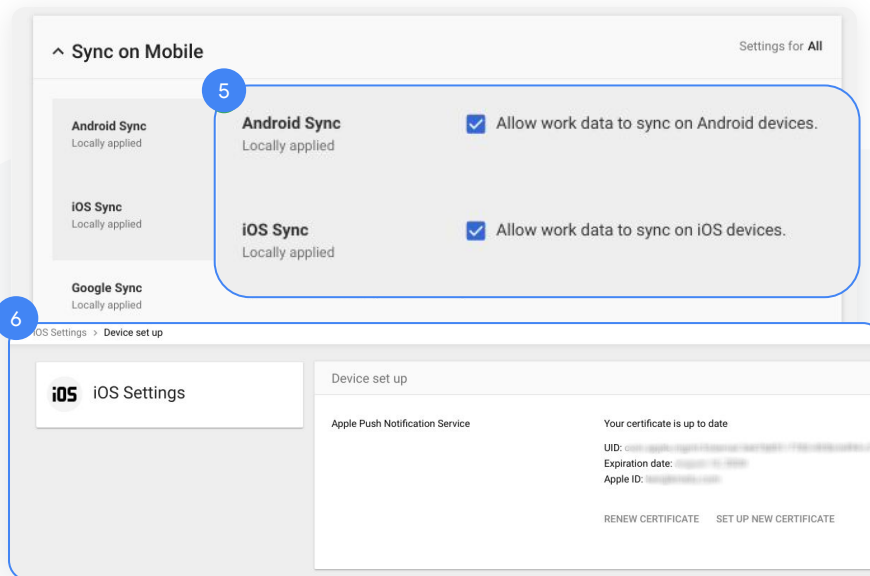 Sync on Mobile
Settings for All
5
Android Sync
Locally applied
iOS Sync
Locally applied
Google Sync
Locally applied
Android Sync
Locally applied
Allow work data to sync on Android devices.
iOS Sync
Locally applied
Allow work data to sync on iOS devices.
6
iOS Settings > Device set up
iOS iOS Settings
Device set up
Apple Push Notification Service
Your certificate is up to date
UID:
Expiration date:
Apple ID:
RENEW CERTIFICATE SET UP NEW CERTIFICATE